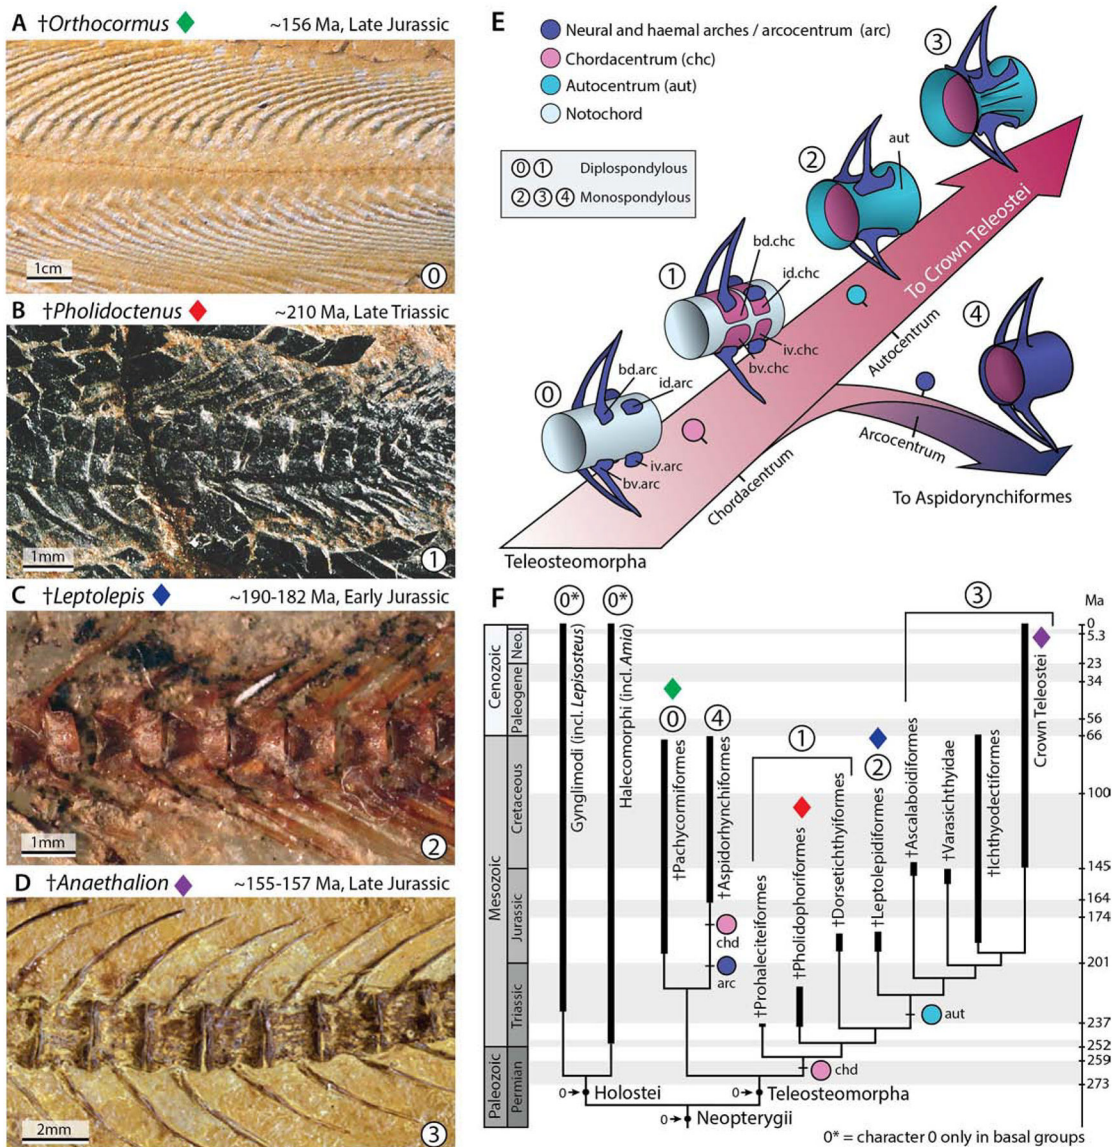 A †Orthocormus ~156 Ma, Late Jurassic
1cm
0
B †Pholidoctenus ~210 Ma, Late Triassic
1mm
1
C †Leptolepis ~190-182 Ma, Early Jurassic
1mm
2
D †Anaethalion ~155-157 Ma, Late Jurassic
2mm
3
E
Neural and haemal arches / arcocentrum (arc)
Chordacentrum (chc)
Autocentrum (aut)
Notochord
0 1 Diplospondylous
2 3 4 Monospondylous
3
2
aut
1
bd.chc
id.chc
iv.chc
bv.chc
0
bd.arc
id.arc
iv.arc
bv.arc
4
To Crown Teleostei
Autocentrum
Arcocentrum
Chordacentrum
To Aspidorynchiformes
Teleosteomorpha
F
0* 0*
3
Ma
0
5.3
23
34
56
66
100
145
164
174
201
237
252
259
273
Cenozoic
Neo.
Paleogene
Mesozoic
Cretaceous
Jurassic
Triassic
Paleozoic
Permian
Gynglimodi (incl. Lepisosteus)
Halecomorphi (incl. Amia)
0
†Pachycormiformes
4
†Aspidorhynchiformes
1
†Prohaleciteiformes
†Pholidophoriformes
†Dorsetichthyiformes
2
†Leptolepidiformes
†Ascalaboidiformes
†Varasichthyidae
†Ichthyodectiformes
Crown Teleostei
chd
arc
aut
chd
0 Holostei
0 Teleosteomorpha
0 Neopterygii
0* = character 0 only in basal groups